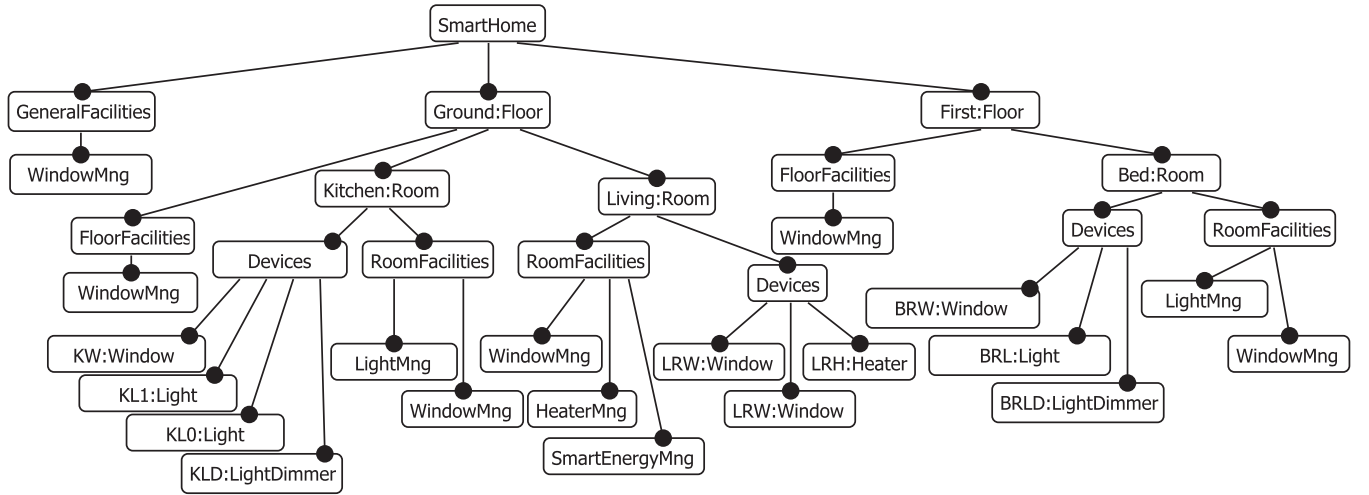 SmartHome
GeneralFacilities
Ground:Floor
First:Floor
WindowMng
Kitchen:Room
Living:Room
FloorFacilities
Bed:Room
FloorFacilities
WindowMng
Devices
RoomFacilities
Devices
RoomFacilities
RoomFacilities
Devices
WindowMng
BRW:Window
LightMng
KW:Window
LightMng
WindowMng
LRW:Window
LRH:Heater
BRL:Light
WindowMng
KL1:Light
WindowMng
HeaterMng
LRW:Window
BRLD:LightDimmer
KL0:Light
KLD:LightDimmer
SmartEnergyMng